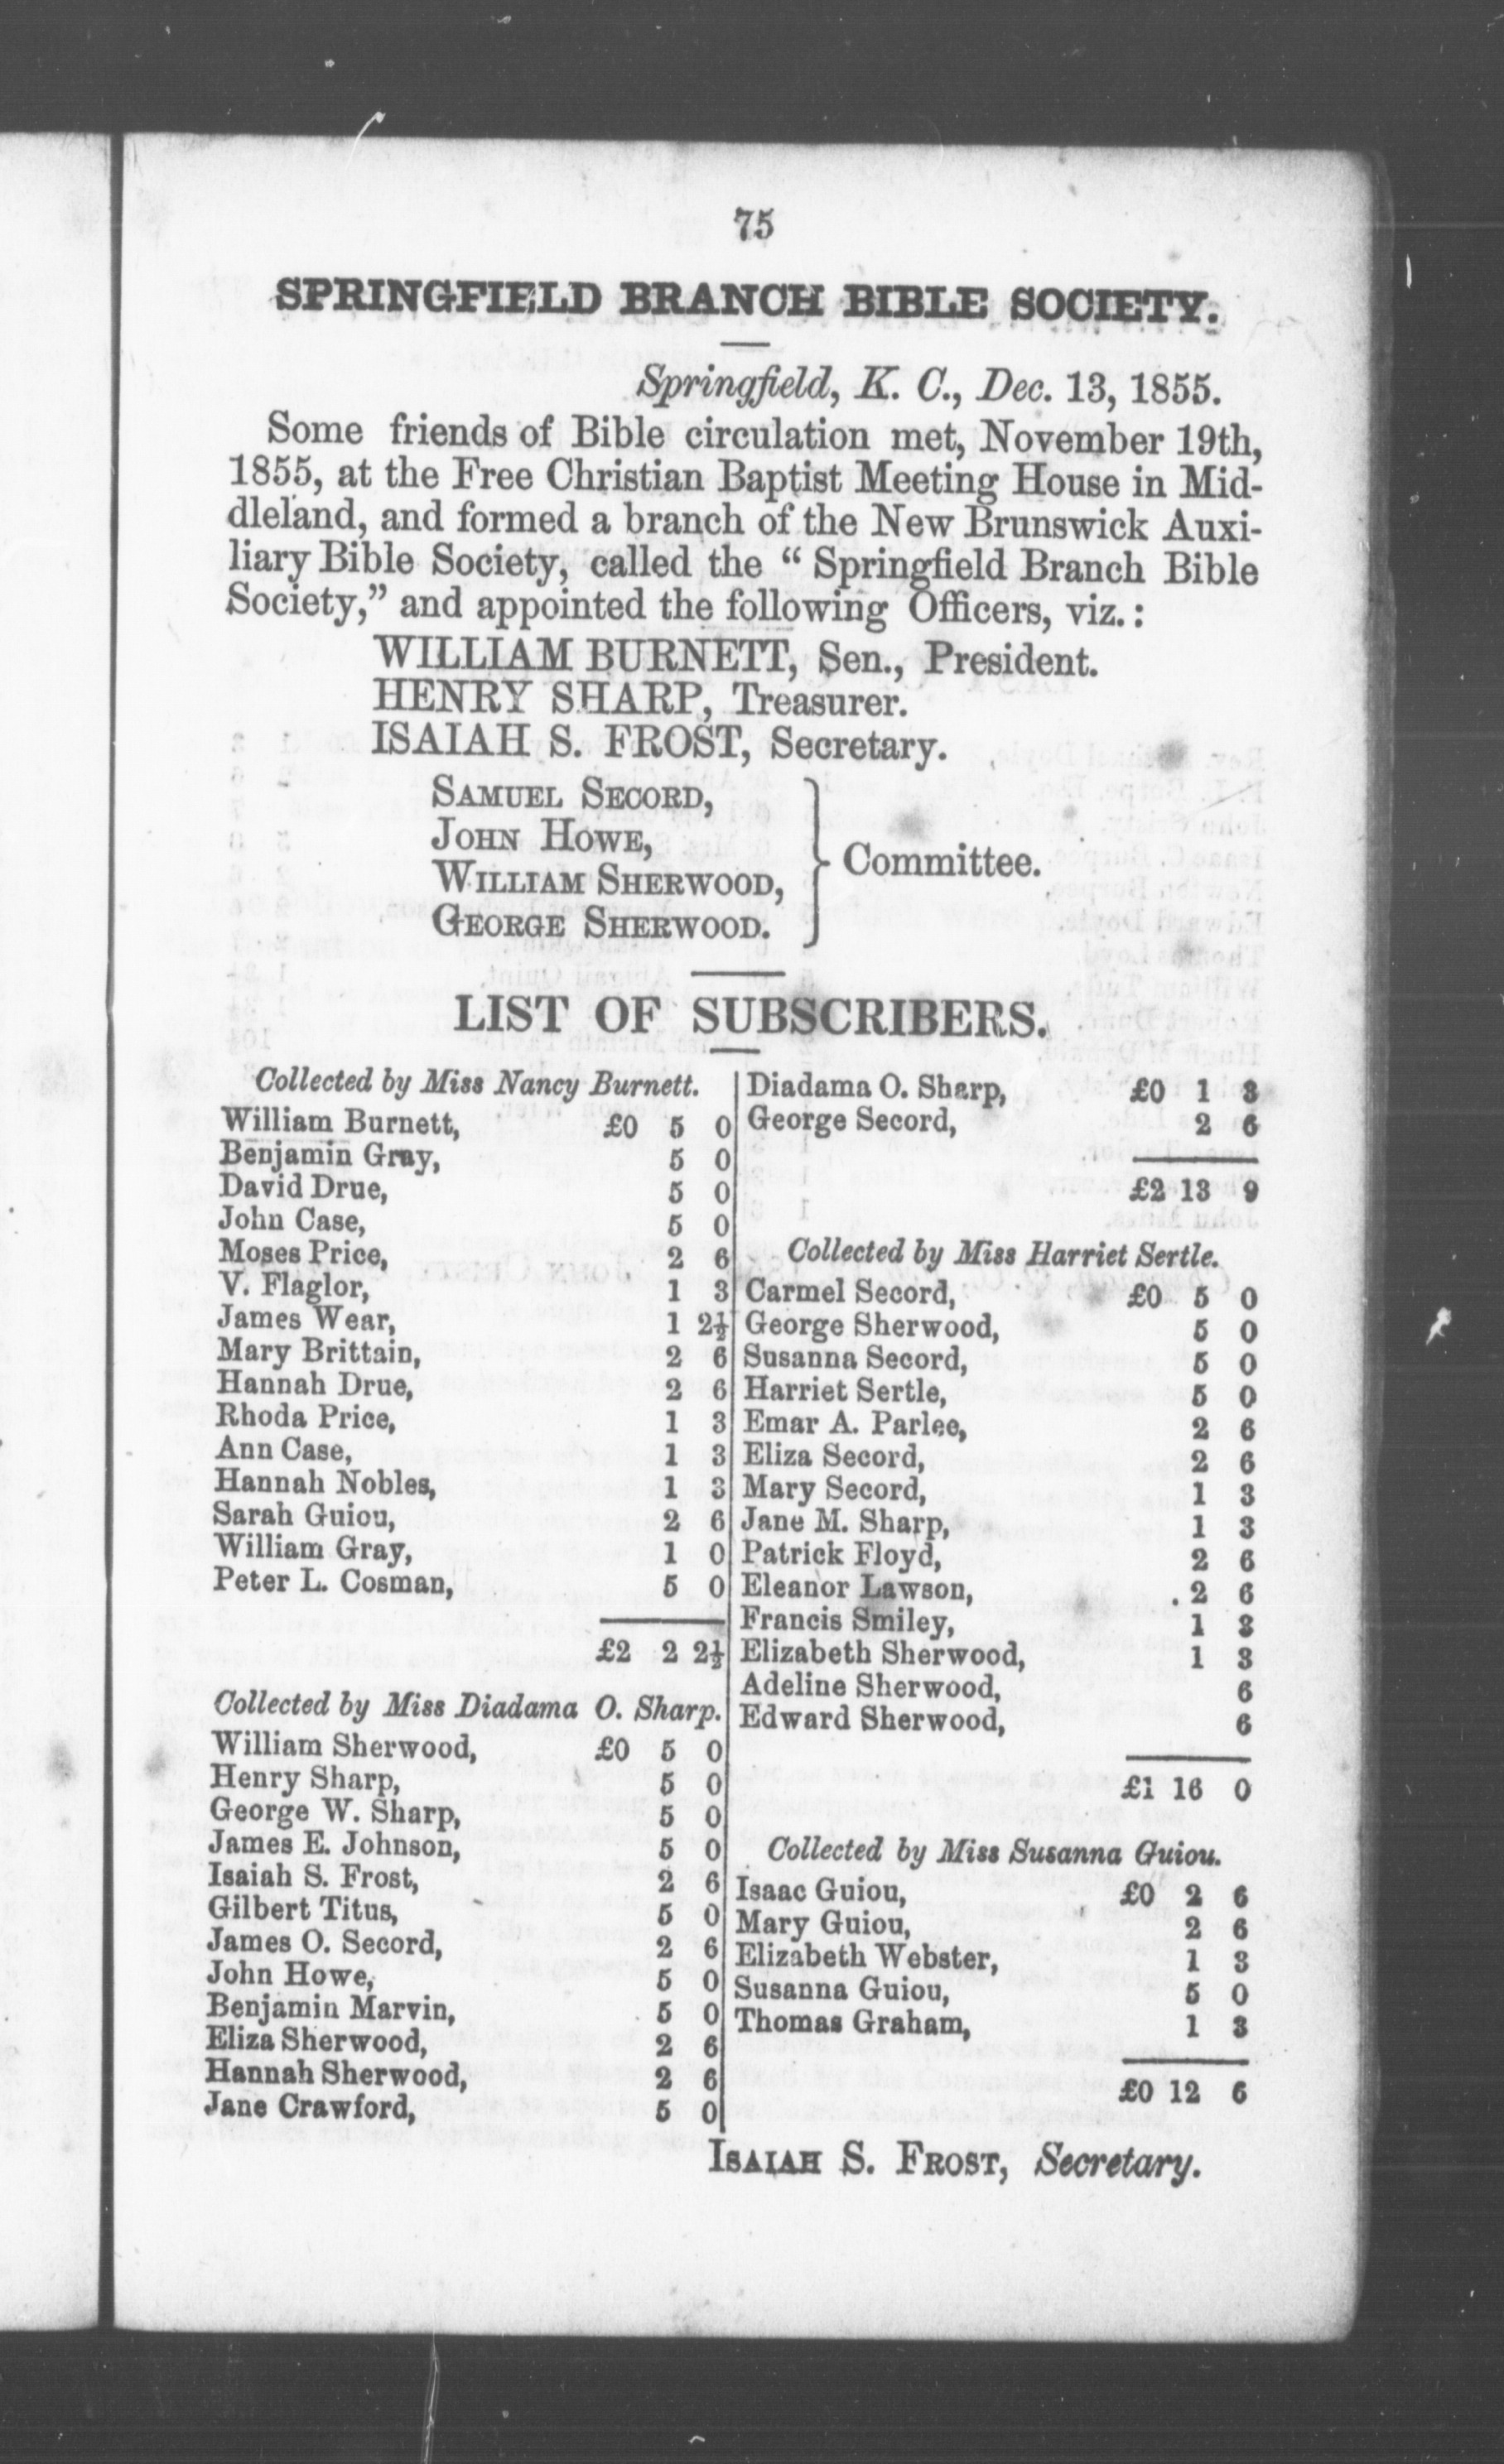 75
SPRINGFIELD BRANCH BIBLE SOCIETY.
Springfield, K. C., Dec. 13, 1855.
Some friends of Bible circulation met, November 19th,
1855, at the Free Christian Baptist Meeting House in Mid-
dleland, and formed a branch of the New Brunswick Auxi-
liary Bible Society, called the “ Springfield Branch Bible
Society,” and appointed the following Officers, viz. :
WILLIAM BURNETT, Sen., President.
HENRY SHARP, Treasurer.
ISAIAH S. FROST, Secretary.
SAMUEL SECORD,
JOHN HOWE,
WILLIAM SHERWOOD,
GEORGE SHERWOOD.
Committee.
LIST OF SUBSCRIBERS.
Collected by Miss Nancy Burnett.
William Burnett, £0 5 0
Benjamin Gray, 5 0
David Drue, 5 0
John Case, 5 0
Moses Price, 2 6
V. Flaglor, 1 3
James Wear, 1 2½
Mary Brittain, 2 6
Hannah Drue, 2 6
Rhoda Price, 1 3
Ann Case, 1 3
Hannah Nobles, 1 3
Sarah Guiou, 2 6
William Gray, 1 0
Peter L. Cosman, 5 0
£2 2 2½
Collected by Miss Diadama O. Sharp.
William Sherwood, £0 5 0
Henry Sharp, 5 0
George W. Sharp, 5 0
James E. Johnson, 5 0
Isaiah S. Frost, 2 6
Gilbert Titus, 5 0
James O. Secord, 2 6
John Howe, 5 0
Benjamin Marvin, 5 0
Eliza Sherwood, 2 6
Hannah Sherwood, 2 6
Jane Crawford, 5 0
Diadama O. Sharp, £0 1 3
George Secord, 2 6
£2 13 9
Collected by Miss Harriet Sertle.
Carmel Secord, £0 5 0
George Sherwood, 5 0
Susanna Secord, 5 0
Harriet Sertle, 5 0
Emar A. Parlee, 2 6
Eliza Secord, 2 6
Mary Secord, 1 3
Jane M. Sharp, 1 3
Patrick Floyd, 2 6
Eleanor Lawson, 2 6
Francis Smiley, 1 3
Elizabeth Sherwood, 1 3
Adeline Sherwood, 6
Edward Sherwood, 6
£1 16 0
Collected by Miss Susanna Guiou.
Isaac Guiou, £0 2 6
Mary Guiou, 2 6
Elizabeth Webster, 1 3
Susanna Guiou, 5 0
Thomas Graham, 1 3
£0 12 6
ISAIAH S. FROST, Secretary.